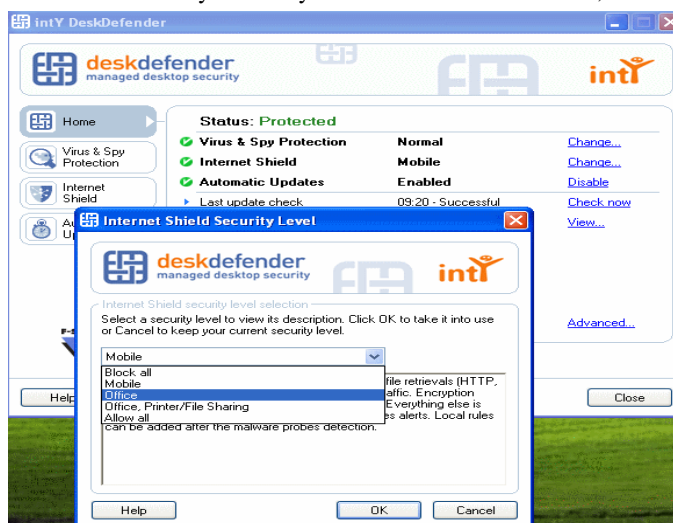 intY DeskDefender
deskdefender
managed desktop security
intY
Home
Virus & Spy
Protection
Internet
Shield
Status: Protected
Virus & Spy Protection Normal Change...
Internet Shield Mobile Change...
Automatic Updates Enabled Disable
Last update check 09:20 - Successful Check now
View...
Advanced...
Help
Close
Internet Shield Security Level
deskdefender
managed desktop security
intY
Internet Shield security level selection
Select a security level to view its description. Click OK to take it into use
or Cancel to keep your current security level.
Mobile
Block all
Mobile
Office
Office, Printer/File Sharing
Allow all
file retrievals (HTTP,
affic. Encryption
Everything else is
es alerts. Local rules
can be added after the malware probes detection.
Help OK Cancel